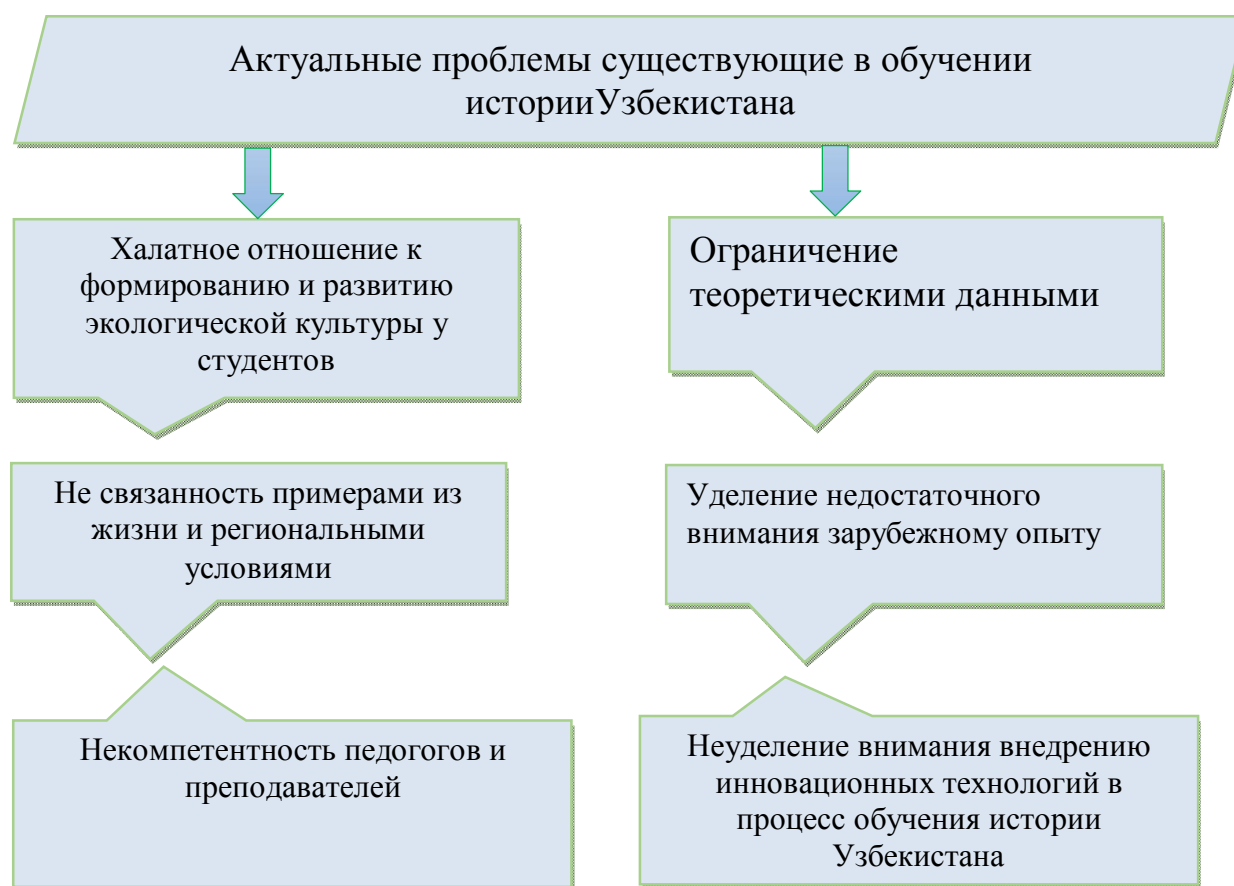 Актуальные проблемы существующие в обучении
историиУзбекистана
Халатное отношение к
формированию и развитию
экологической культуры у
студентов
Ограничение
теоретическими данными
Не связанность примерами из
жизни и региональными
условиями
Уделение недостаточного
внимания зарубежному опыту
Некомпетентность педогогов и
преподавателей
Неуделение внимания внедрению
инновационных технологий в
процесс обучения истории
Узбекистана